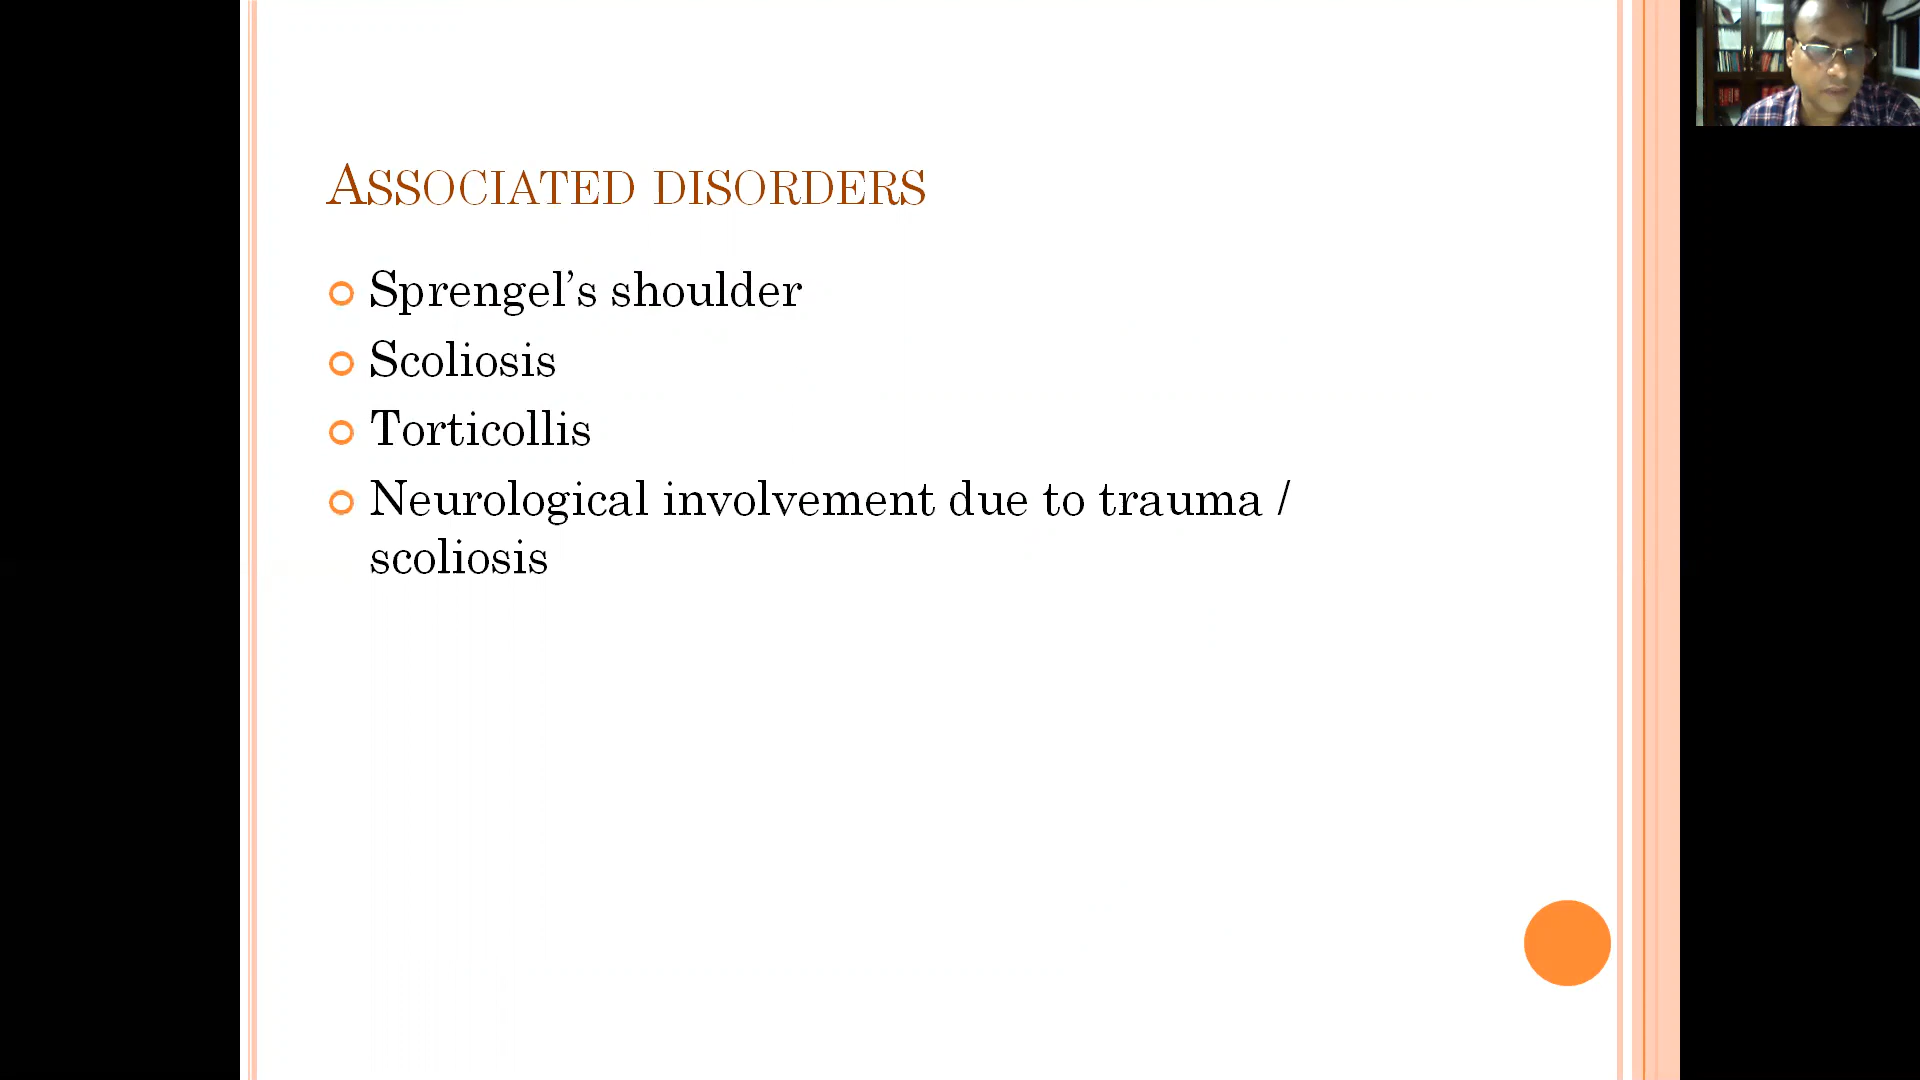 ASSOCIATED DISORDERS
Sprengel’s shoulder
Scoliosis
Torticollis
Neurological involvement due to trauma /
scoliosis